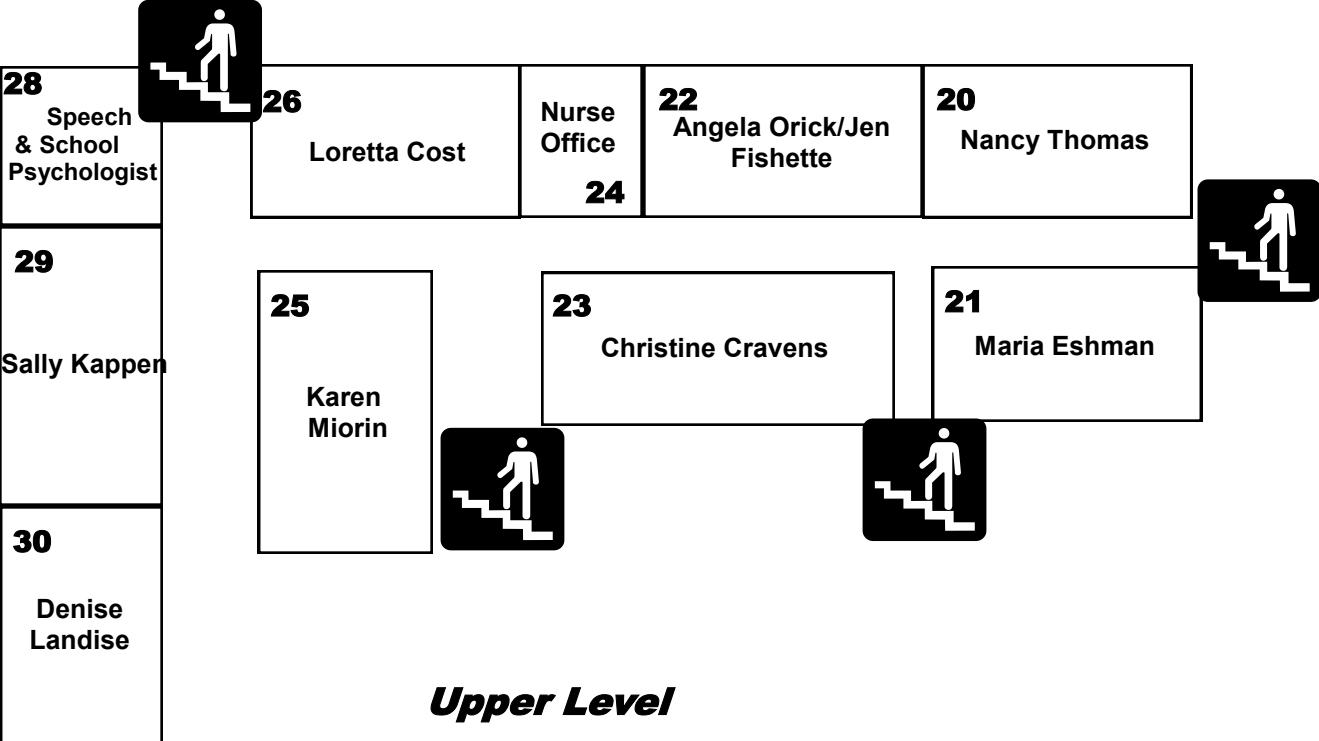 28
Speech
& School
Psychologist
26
Loretta Cost
Nurse
Office
24
22
Angela Orick/Jen
Fishette
20
Nancy Thomas
29
Sally Kappen
25
Karen
Miorin
23
Christine Cravens
21
Maria Eshman
30
Denise
Landise
Upper Level